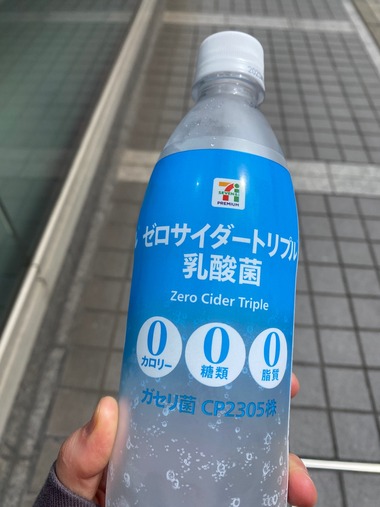 SEVEN&i
PREMIUM
ゼロサイダートリプル
乳酸菌
Zero Cider Triple
0 0 0
カロリー 糖類 脂質
ガセリ菌 CP2305株